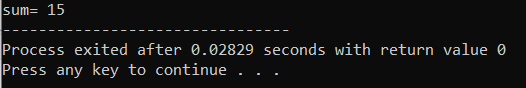 sum= 15
--------------------------------
Process exited after 0.02829 seconds with return value 0
Press any key to continue . . .